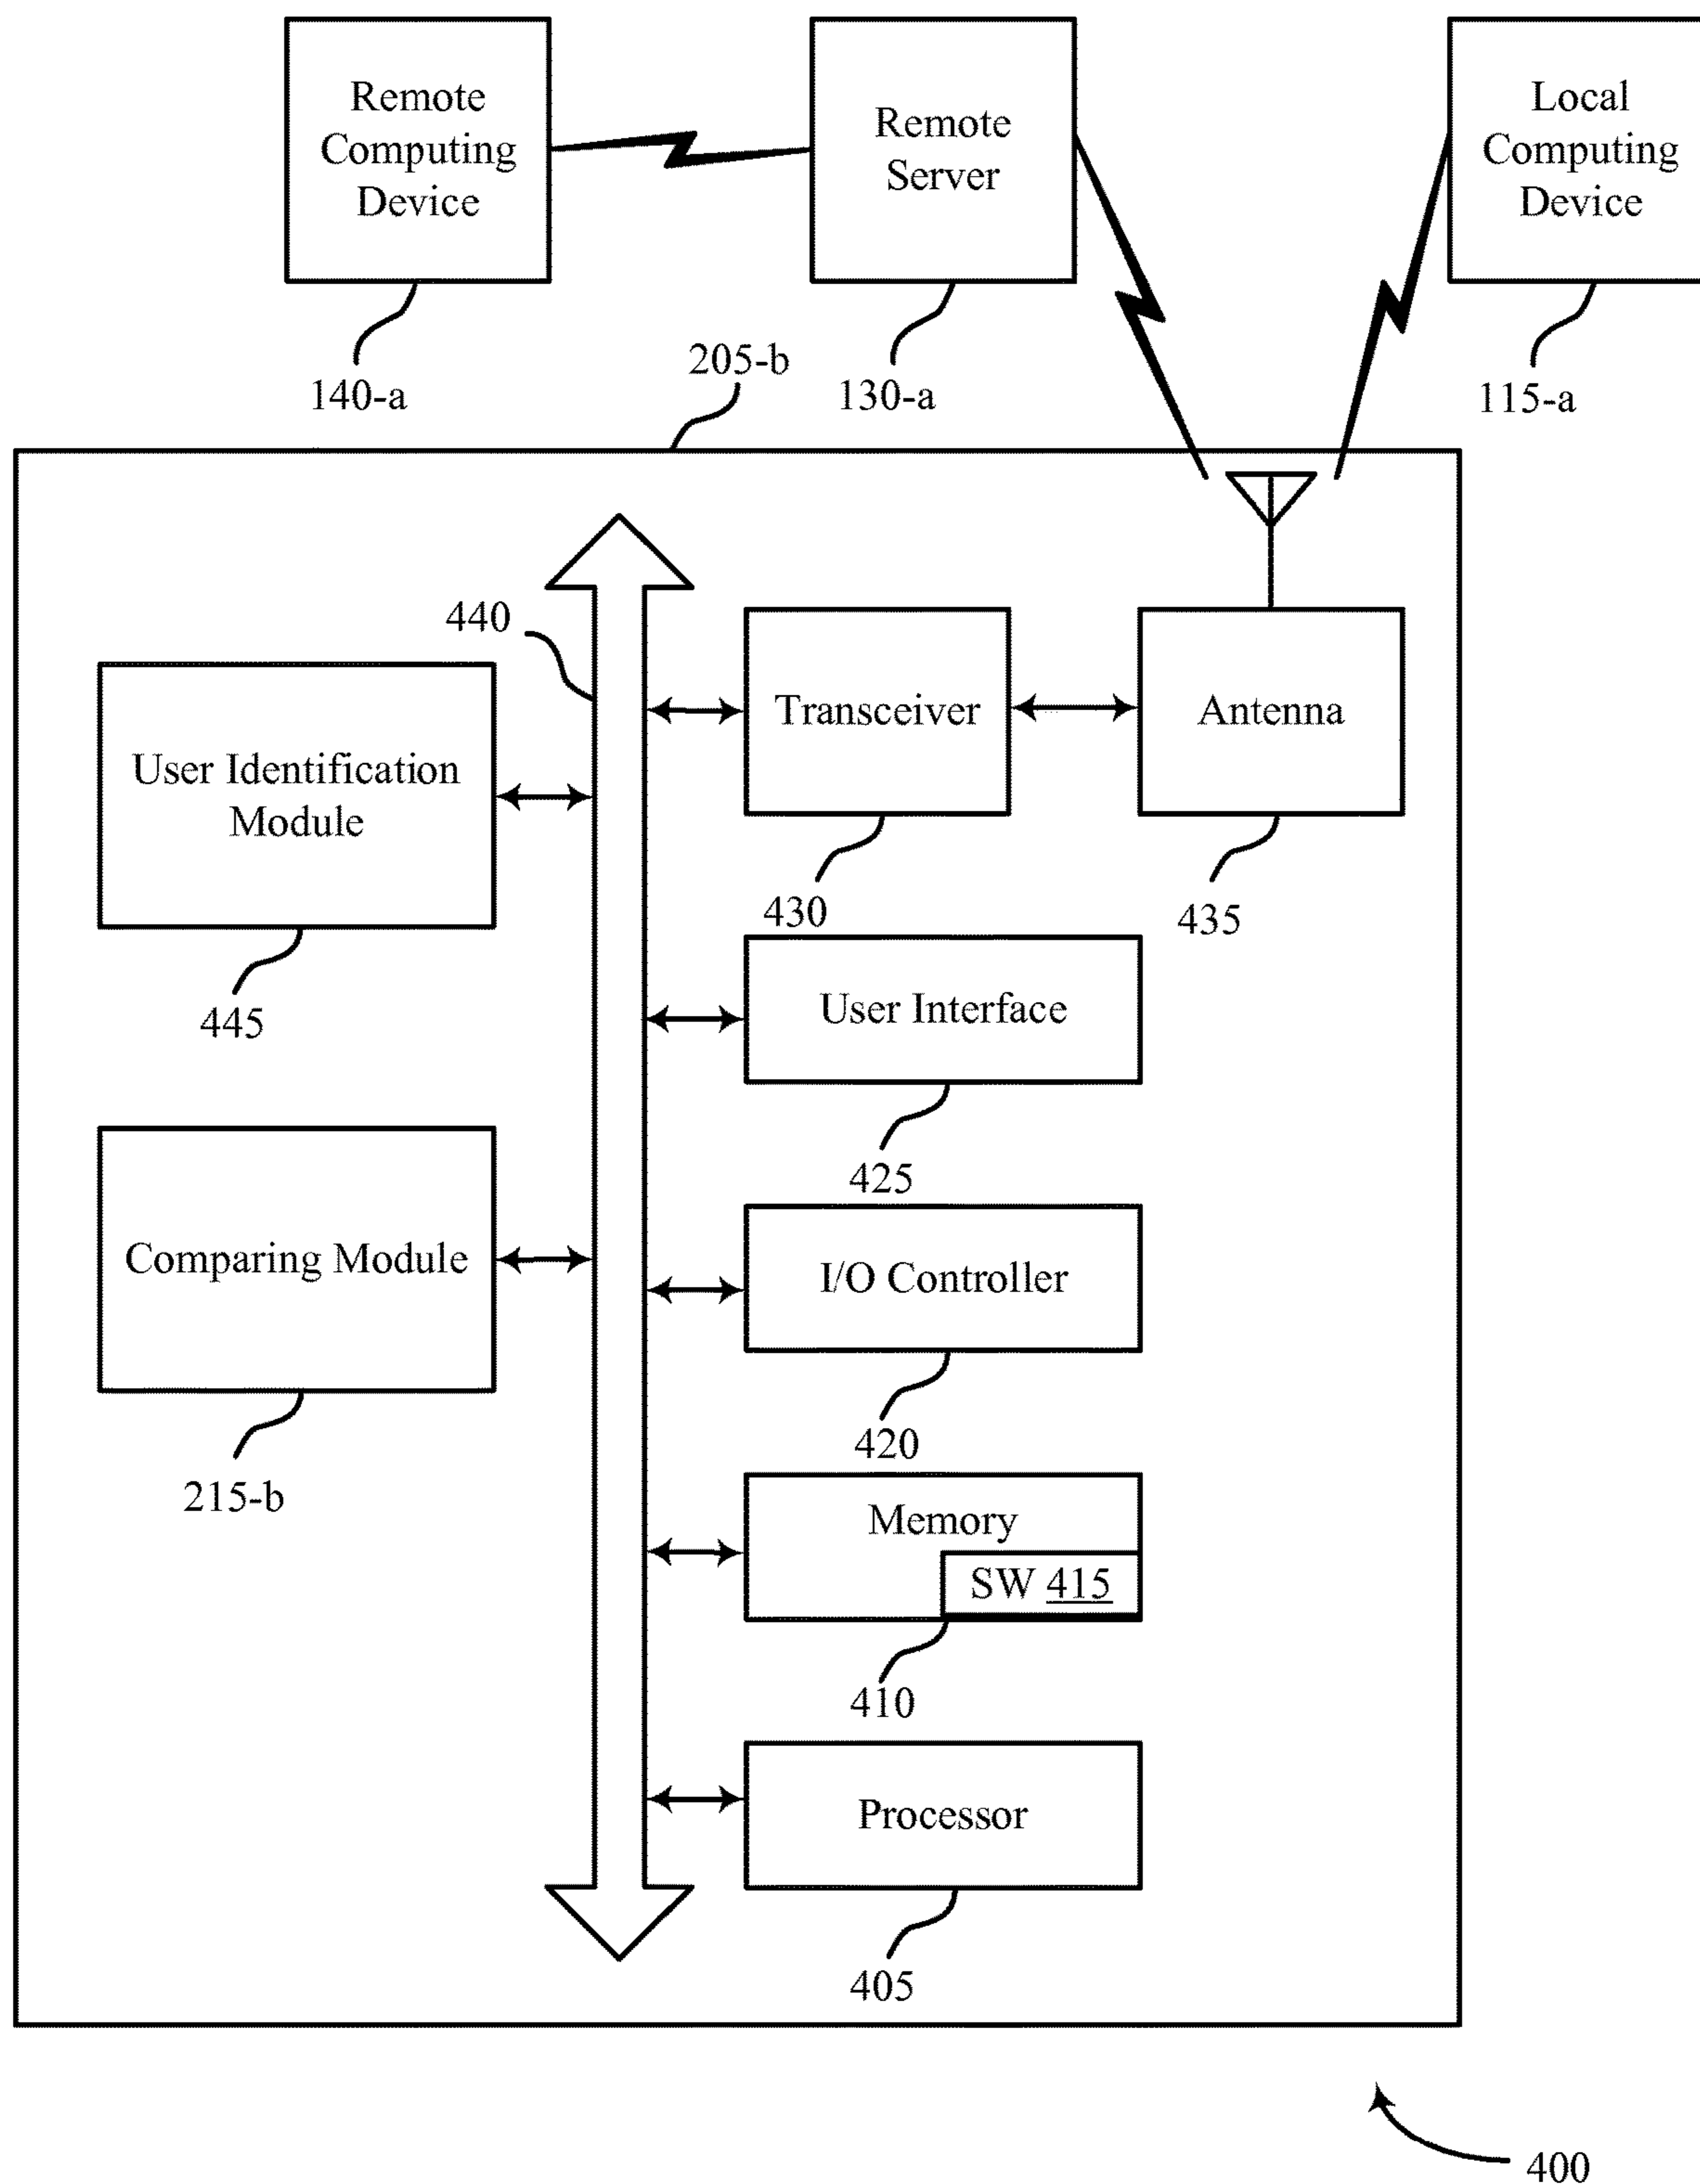 Remote
Computing
Device
Remote
Server
Local
Computing
Device
140-a
205-b
130-a
115-a
440
User Identification
Module
Transceiver
Antenna
430
435
445
User Interface
425
Comparing Module
I/O Controller
420
215-b
Memory
SW 415
410
Processor
405
400